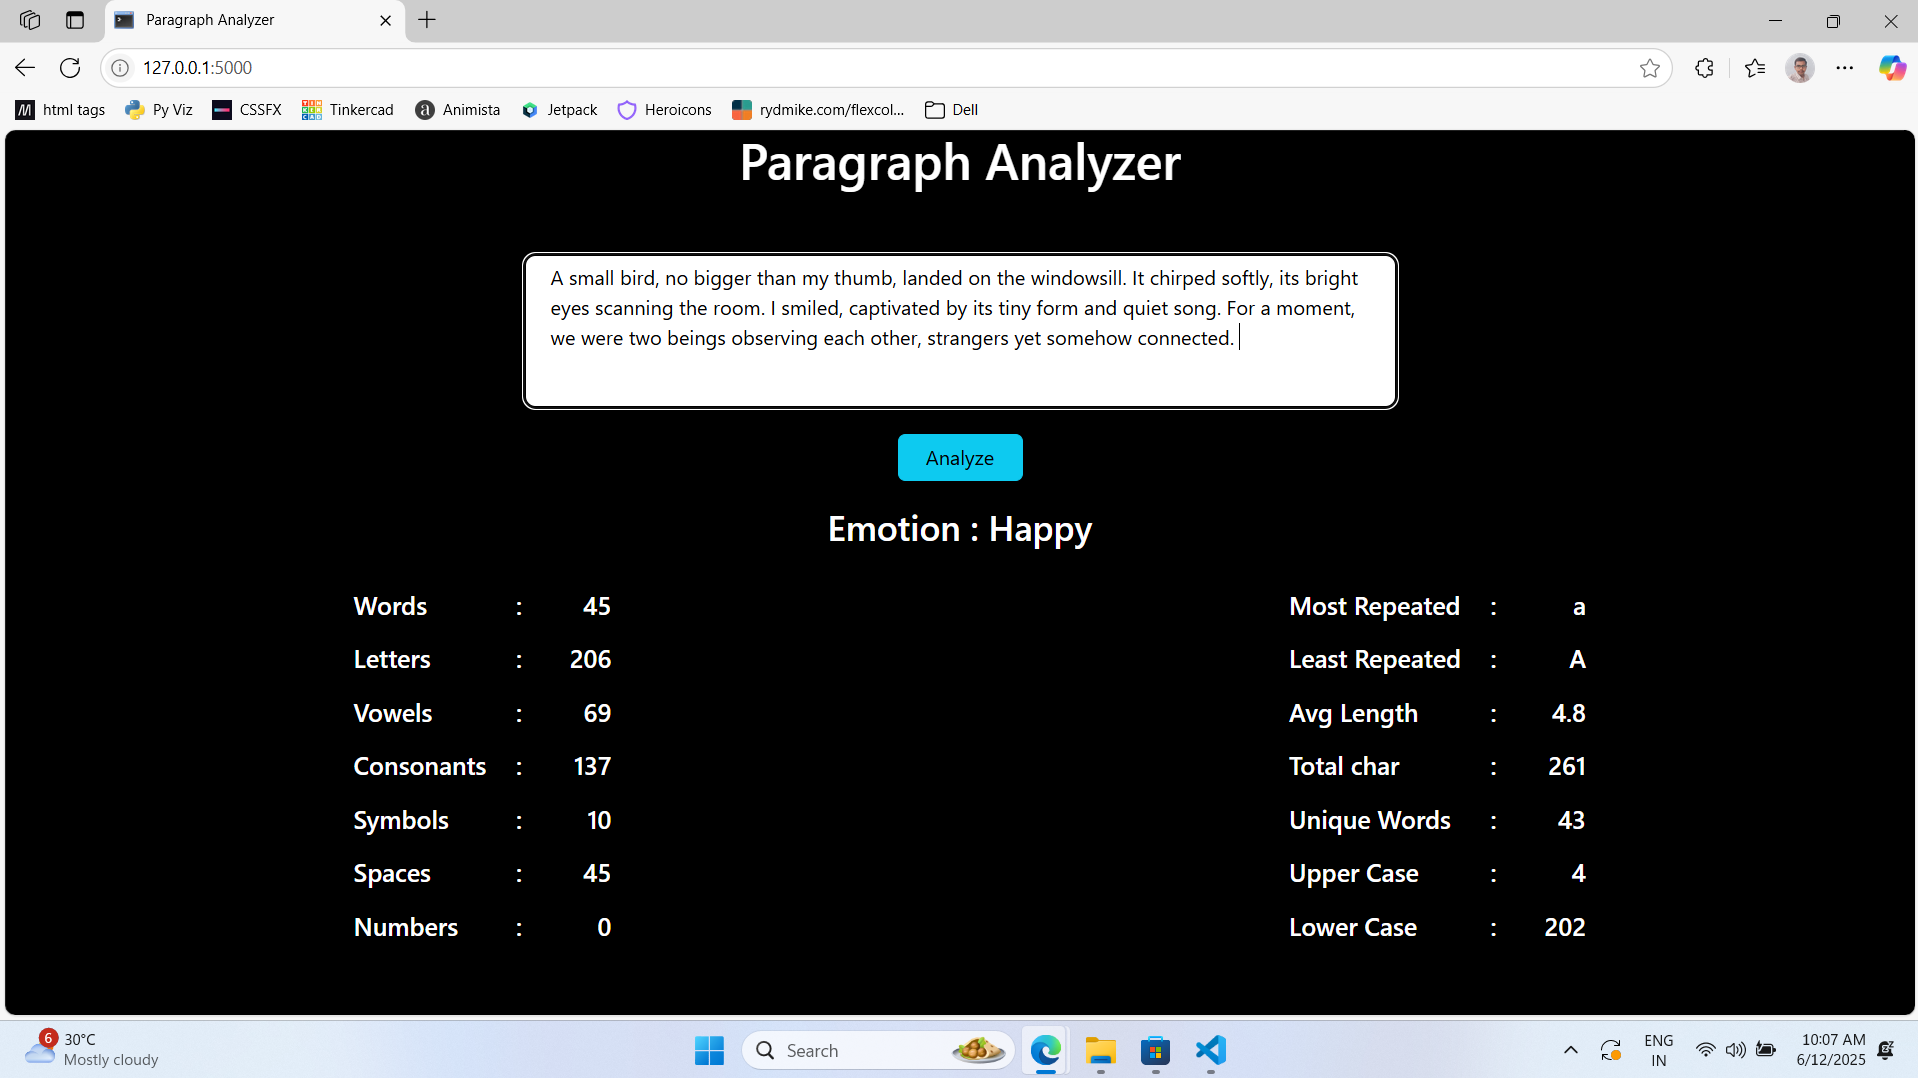 Paragraph Analyzer
127.0.0.1:5000
html tags
Py Viz
CSSFX
Tinkercad
Animista
Jetpack
Heroicons
rydmike.com/flexcol...
Dell
Paragraph Analyzer
A small bird, no bigger than my thumb, landed on the windowsill. It chirped softly, its bright
eyes scanning the room. I smiled, captivated by its tiny form and quiet song. For a moment,
we were two beings observing each other, strangers yet somehow connected.
Analyze
Emotion : Happy
Words : 45
Letters : 206
Vowels : 69
Consonants : 137
Symbols : 10
Spaces : 45
Numbers : 0
Most Repeated : a
Least Repeated : A
Avg Length : 4.8
Total char : 261
Unique Words : 43
Upper Case : 4
Lower Case : 202
6
30°C
Mostly cloudy
Search
ENG
IN
10:07 AM
6/12/2025